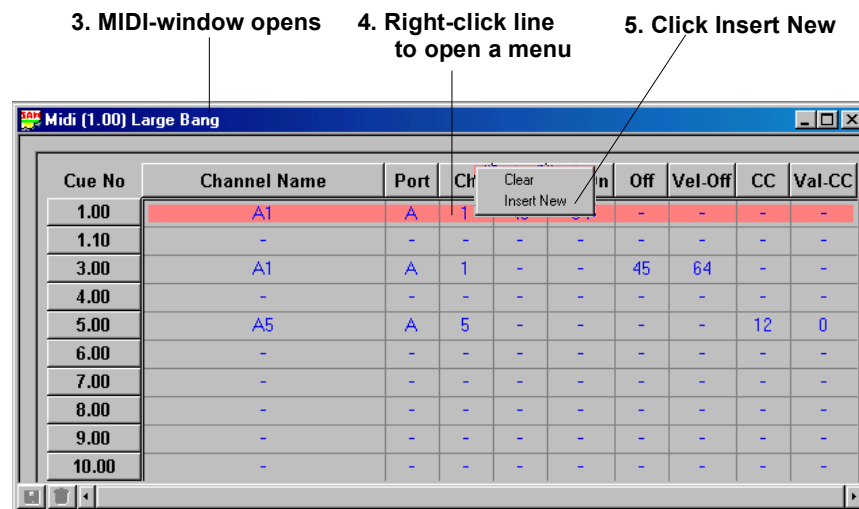 3. MIDI-window opens 4. Right-click line 5. Click Insert New
to open a menu
Midi (1.00) Large Bang
Cue No Channel Name Port Off Vel-Off CC Val-CC
Clear
Insert New
1.00 A1 A 1 - - - -
1.10 - - - - - - - - -
3.00 A1 A 1 - - 45 64 - -
4.00 - - - - - - - - -
5.00 A5 A 5 - - - - 12 0
6.00 - - - - - - - - -
7.00 - - - - - - - - -
8.00 - - - - - - - - -
9.00 - - - - - - - - -
10.00 - - - - - - - - -